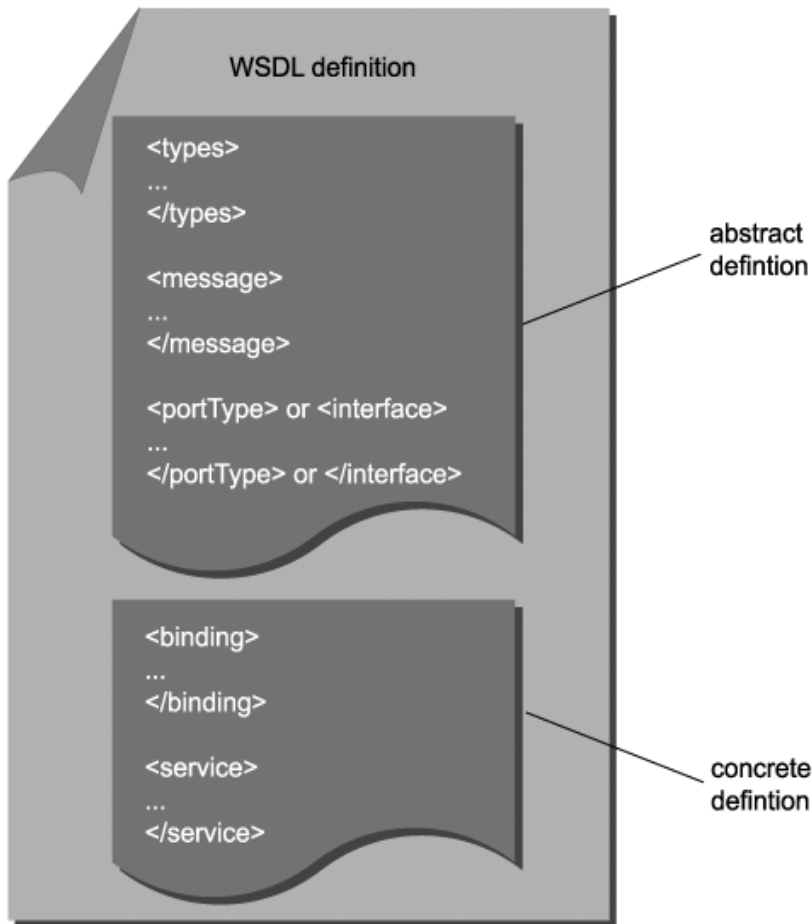 WSDL definition
<types>
...
</types>
<message>
...
</message>
<portType> or <interface>
...
</portType> or </interface>
abstract
defintion
<binding>
...
</binding>
<service>
...
</service>
concrete
defintion